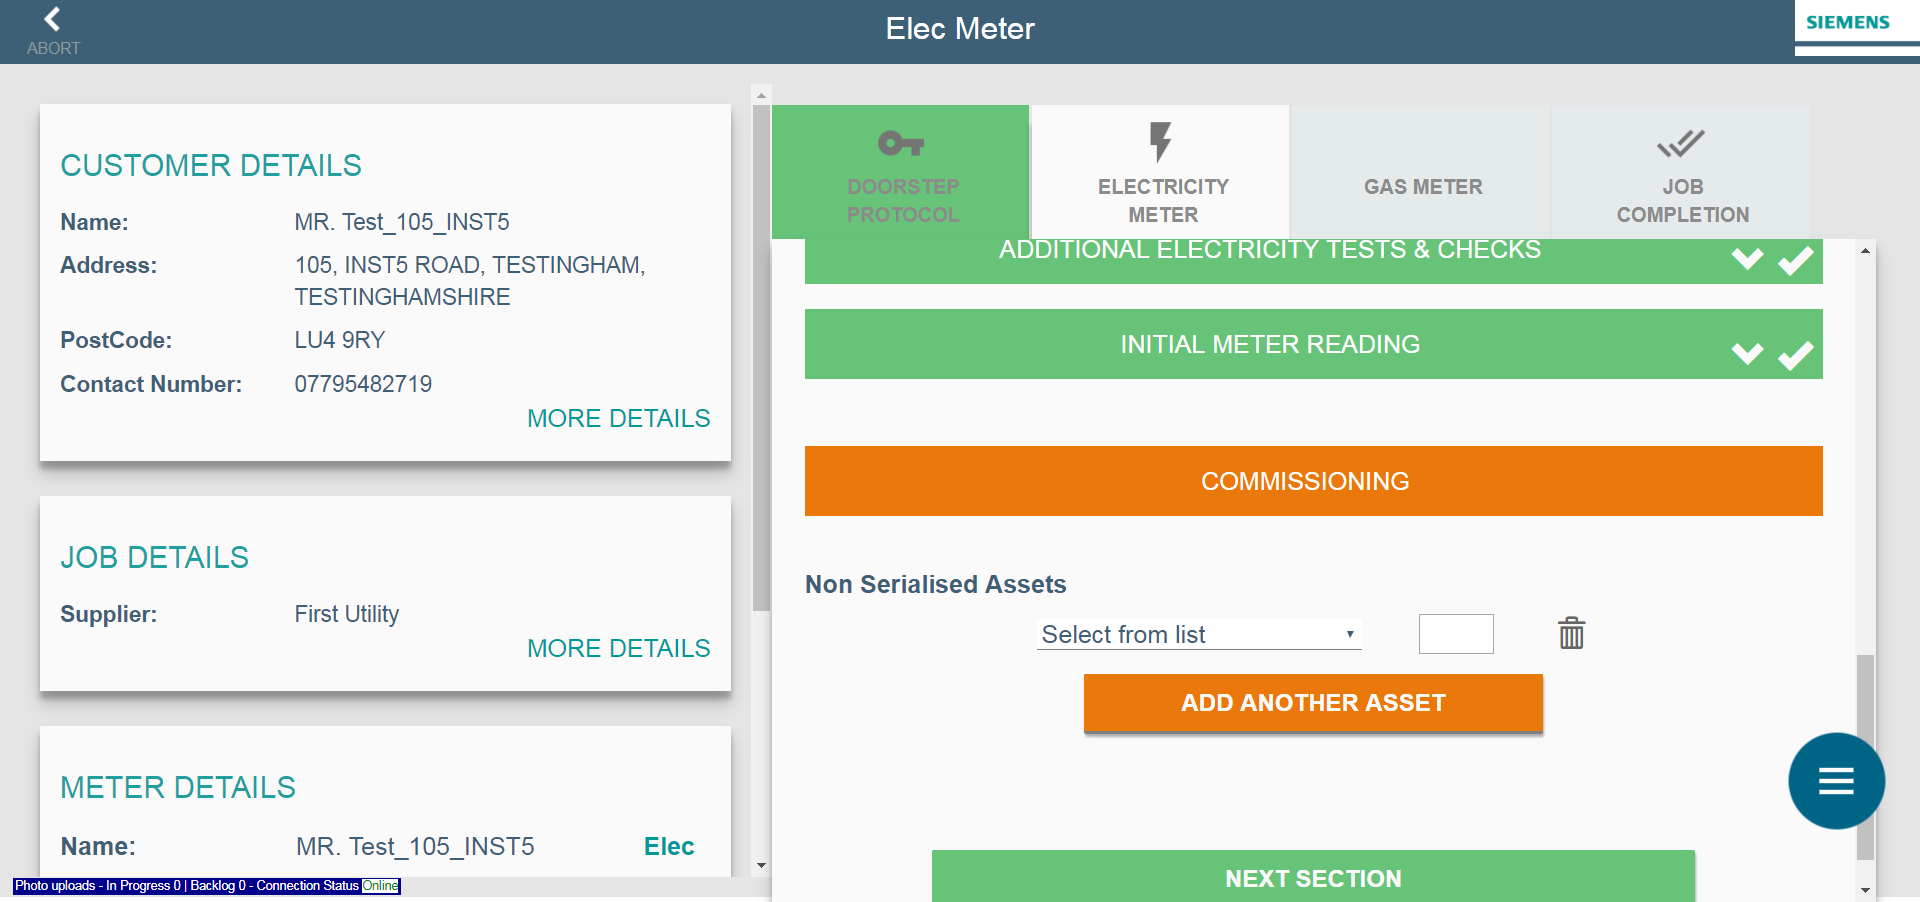 ABORT
Elec Meter
SIEMENS
CUSTOMER DETAILS
Name: MR. Test_105_INST5
Address: 105, INST5 ROAD, TESTINGHAM,
TESTINGHAMSHIRE
PostCode: LU4 9RY
Contact Number: 07795482719
MORE DETAILS
JOB DETAILS
Supplier: First Utility
MORE DETAILS
METER DETAILS
Name: MR. Test_105_INST5 Elec
Photo uploads - In Progress 0 | Backlog 0 - Connection Status Online
DOORSTEP
PROTOCOL
ELECTRICITY
METER
GAS METER
JOB
COMPLETION
ADDITIONAL ELECTRICITY TESTS & CHECKS
INITIAL METER READING
COMMISSIONING
Non Serialised Assets
Select from list
ADD ANOTHER ASSET
NEXT SECTION